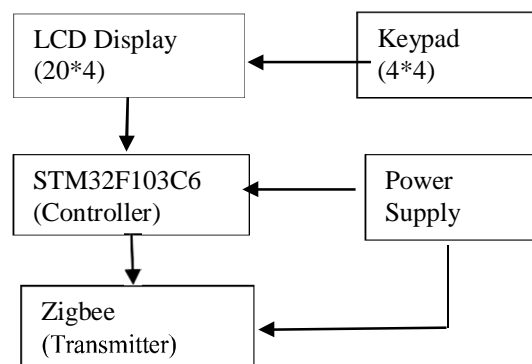 LCD Display
(20*4)
Keypad
(4*4)
STM32F103C6
(Controller)
Power
Supply
Zigbee
(Transmitter)